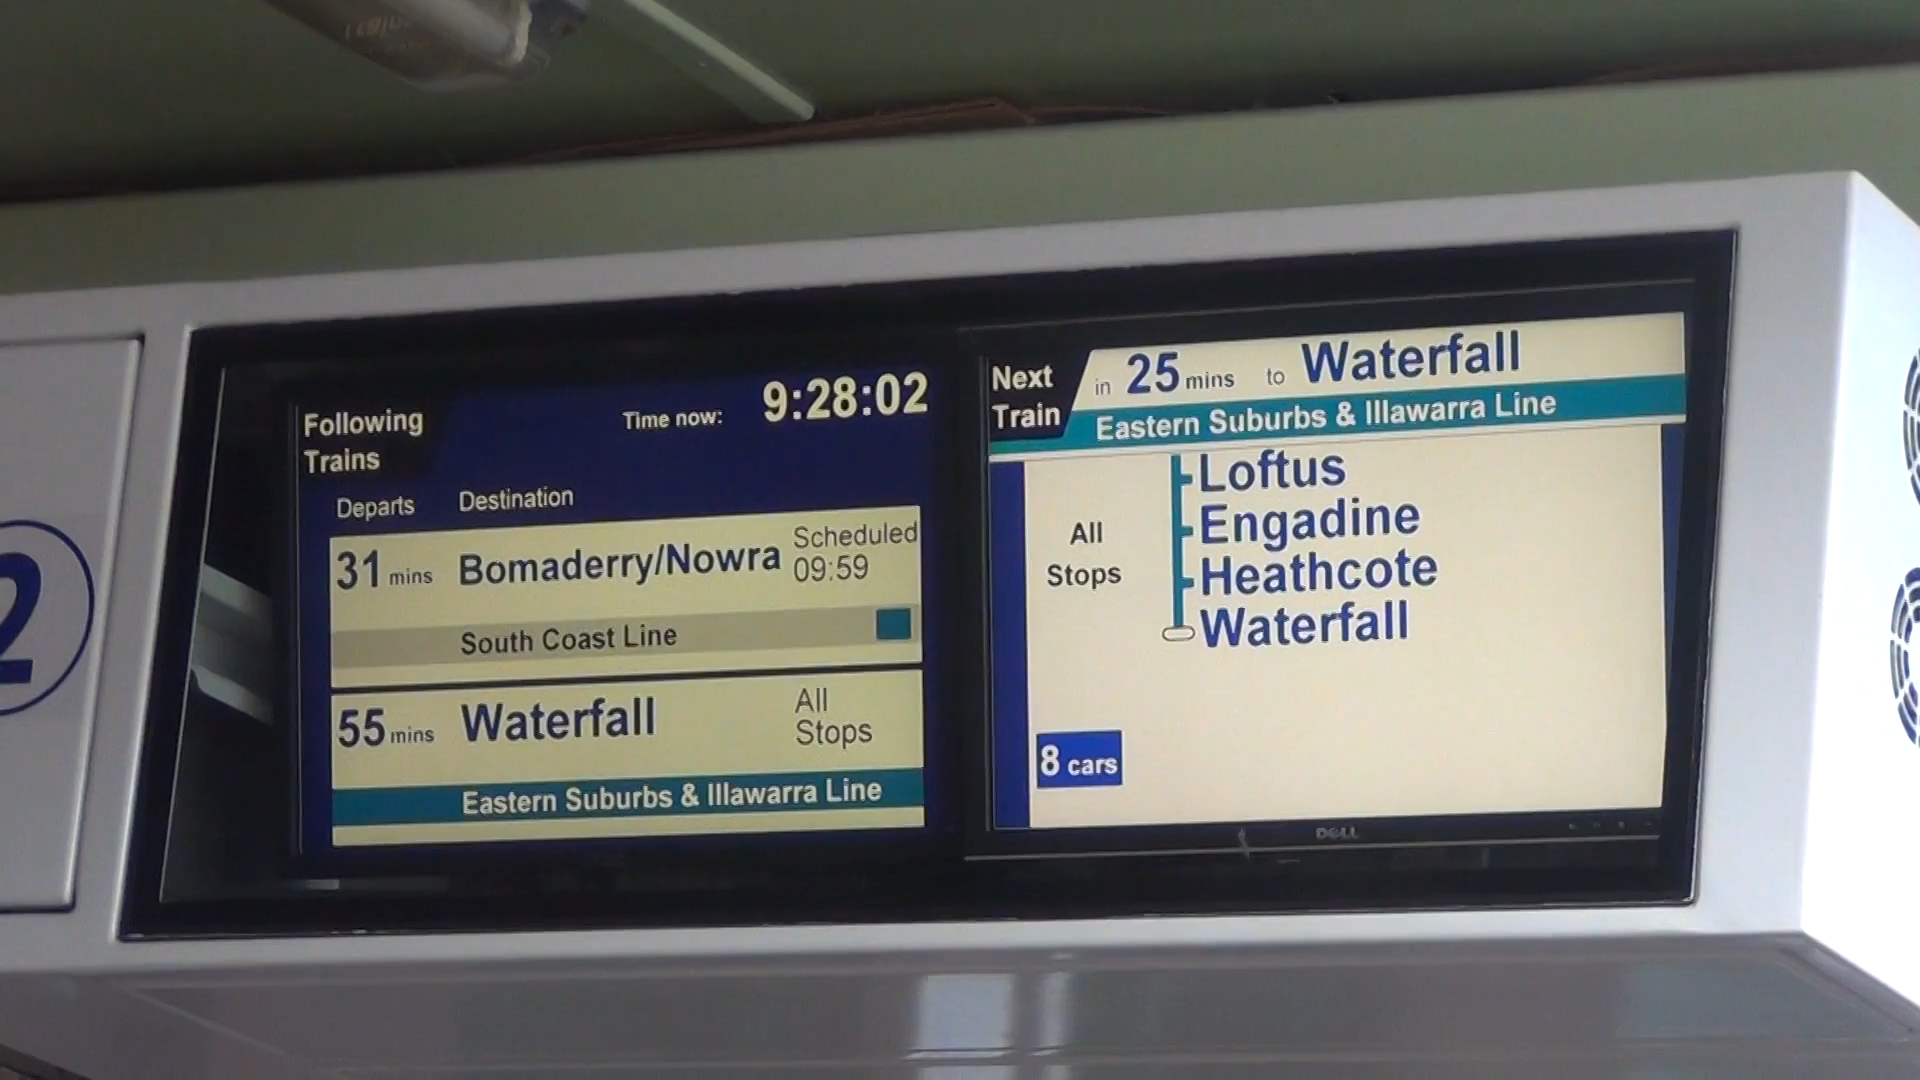 2
Following
Trains
Time now: 9:28:02
Departs Destination
31 mins Bomaderry/Nowra Scheduled
09:59
South Coast Line
55 mins Waterfall All
Stops
Eastern Suburbs & Illawarra Line
Next
Train
in 25 mins to Waterfall
Eastern Suburbs & Illawarra Line
All
Stops
Loftus
Engadine
Heathcote
Waterfall
8 cars
DELL